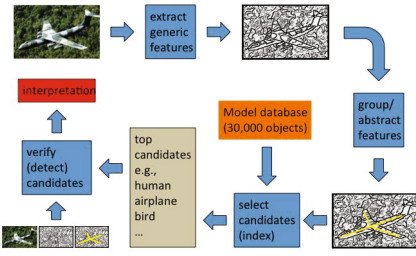 extract
generic
features
group/
abstract
features
Model database
(30,000 objects)
select
candidates
(index)
top
candidates
e.g.,
human
airplane
bird
...
verify
(detect)
candidates
interpretation